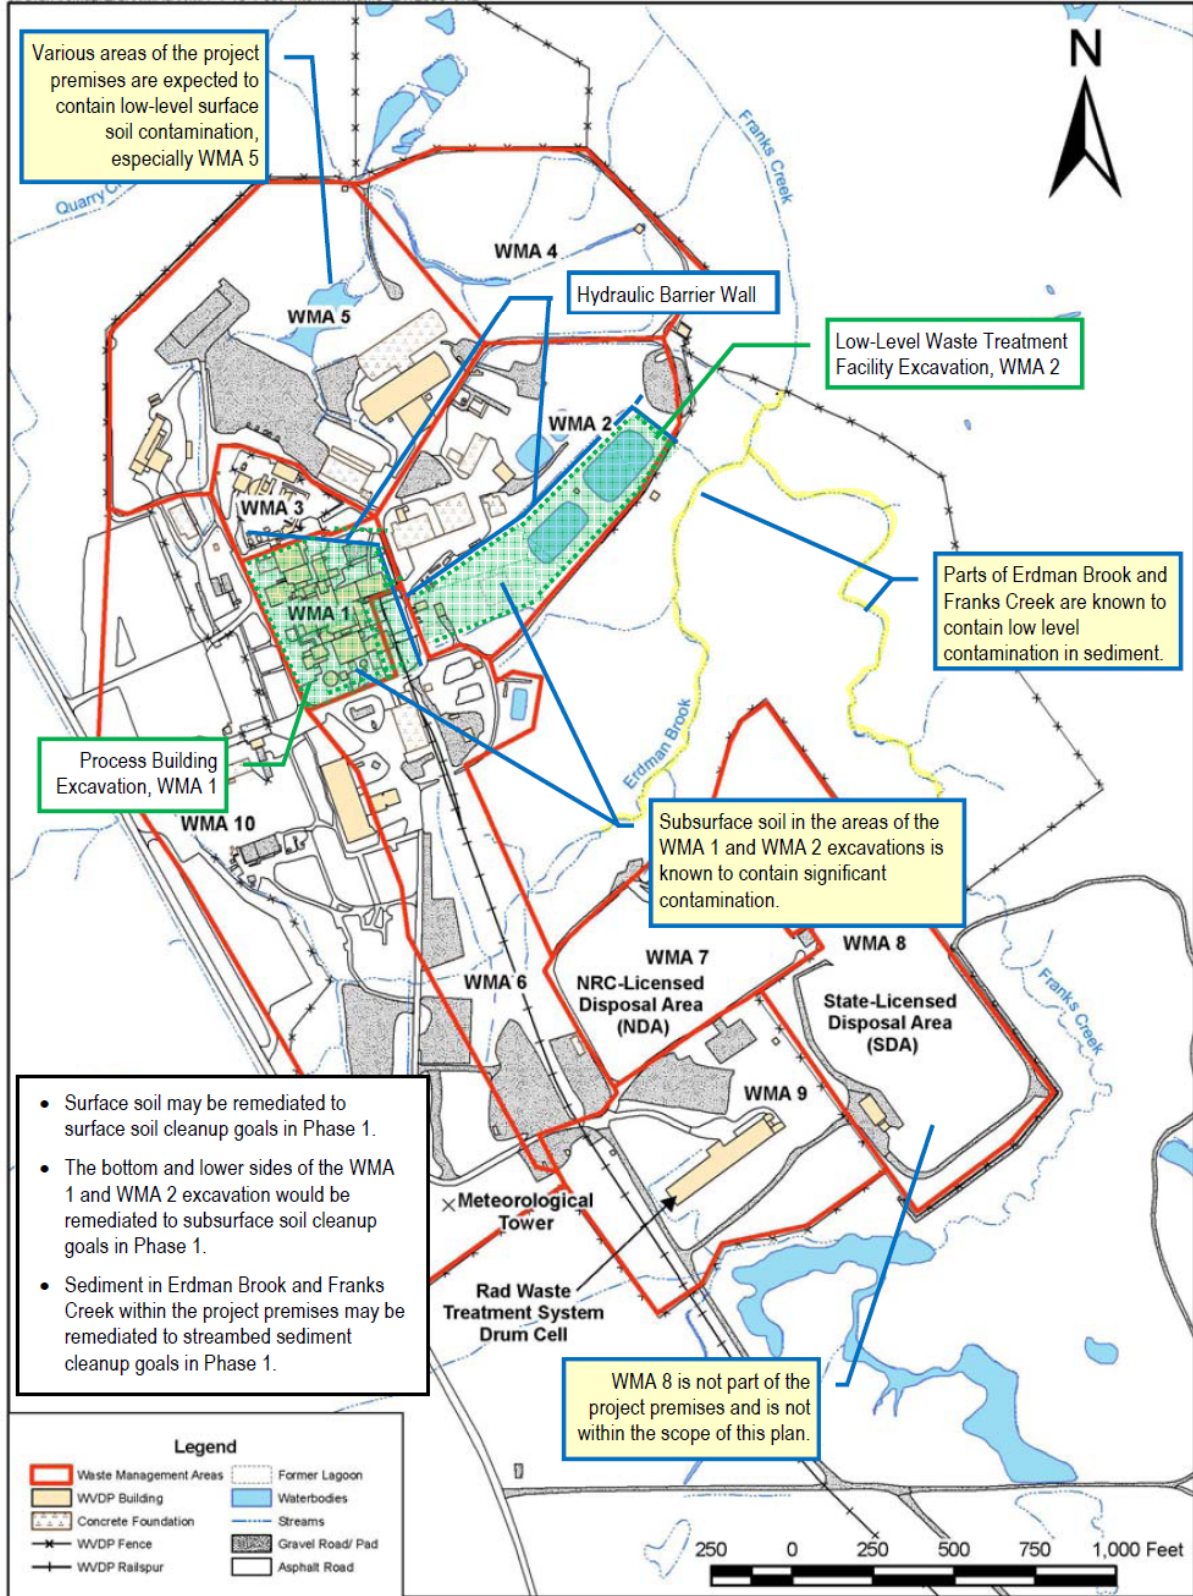 N
Various areas of the project
premises are expected to
contain low-level surface
soil contamination,
especially WMA 5
Franks Creek
WMA 4
Hydraulic Barrier Wall
WMA 5
Low-Level Waste Treatment
Facility Excavation, WMA 2
WMA 2
WMA 3
Parts of Erdman Brook and
Franks Creek are known to
contain low level
contamination in sediment.
WMA 1
Erdman Brook
Process Building
Excavation, WMA 1
WMA 10
Subsurface soil in the areas of the
WMA 1 and WMA 2 excavations is
known to contain significant
contamination.
WMA 8
WMA 7
NRC-Licensed
Disposal Area
(NDA)
WMA 6
State-Licensed
Disposal Area
(SDA)
Franks Creek
WMA 9
• Surface soil may be remediated to
surface soil cleanup goals in Phase 1.
• The bottom and lower sides of the WMA
1 and WMA 2 excavation would be
remediated to subsurface soil cleanup
goals in Phase 1.
• Sediment in Erdman Brook and Franks
Creek within the project premises may be
remediated to streambed sediment
cleanup goals in Phase 1.
Meteorological
Tower
Rad Waste
Treatment System
Drum Cell
WMA 8 is not part of the
project premises and is not
within the scope of this plan.
Legend
Waste Management Areas
WVDP Building
Concrete Foundation
WVDP Fence
WVDP Railspur
Former Lagoon
Waterbodies
Streams
Gravel Road/ Pad
Asphalt Road
250 0 250 500 750 1,000 Feet
Quarry